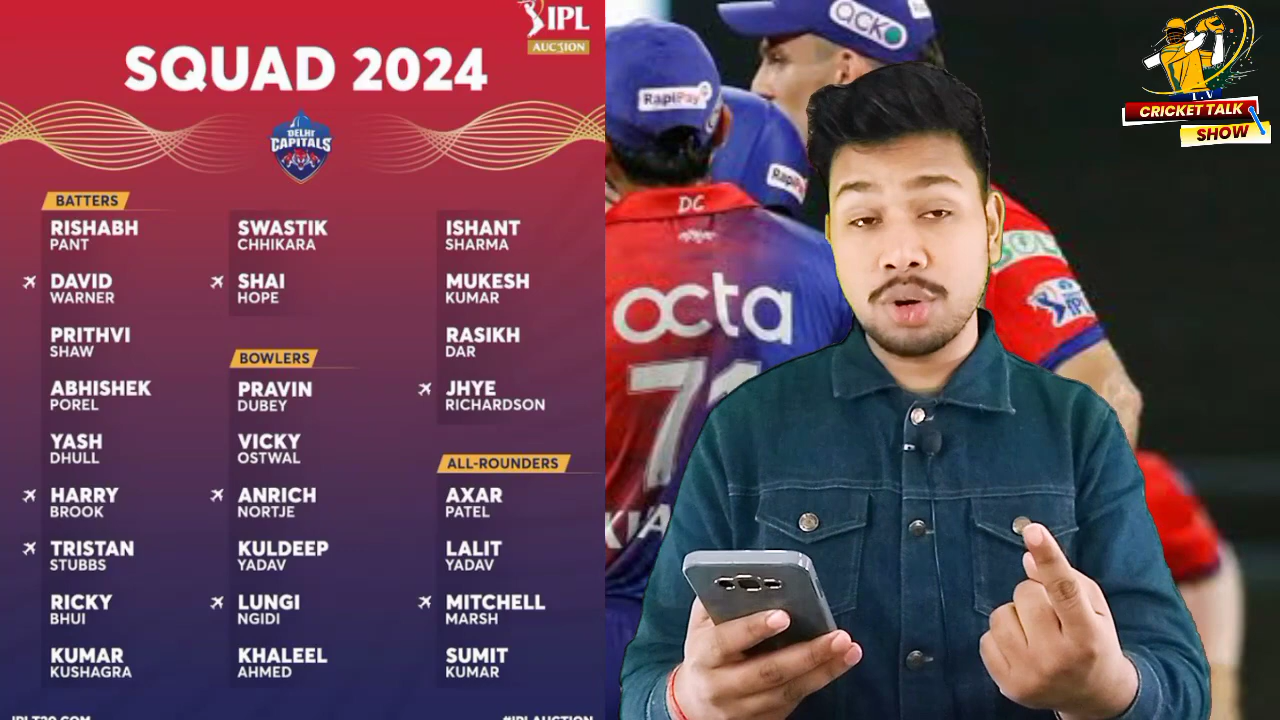 IPL
AUCTION
SQUAD 2024
DELHI
CAPITALS
BATTERS
RISHABH
PANT
DAVID
WARNER
PRITHVI
SHAW
ABHISHEK
POREL
YASH
DHULL
HARRY
BROOK
TRISTAN
STUBBS
RICKY
BHUI
KUMAR
KUSHAGRA
SWASTIK
CHHIKARA
SHAI
HOPE
BOWLERS
PRAVIN
DUBEY
VICKY
OSTWAL
ANRICH
NORTJE
KULDEEP
YADAV
LUNGI
NGIDI
KHALEEL
AHMED
ISHANT
SHARMA
MUKESH
KUMAR
RASIKH
DAR
JHYE
RICHARDSON
ALL-ROUNDERS
AXAR
PATEL
LALIT
YADAV
MITCHELL
MARSH
SUMIT
KUMAR
IPLT20.COM
#IPLAUCTION
RapiPay
acko
RapiPay
DC
octa
IPL
CRICKET TALK
SHOW